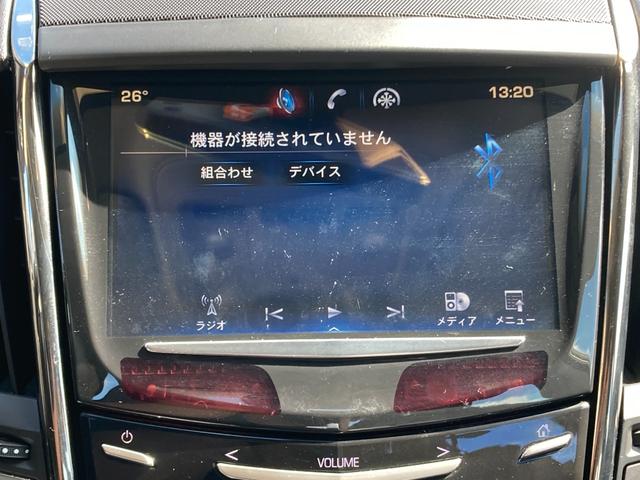 26°
13:20
機器が接続されていません
組合わせ
デバイス
ラジオ
メディア
メニュー
VOLUME